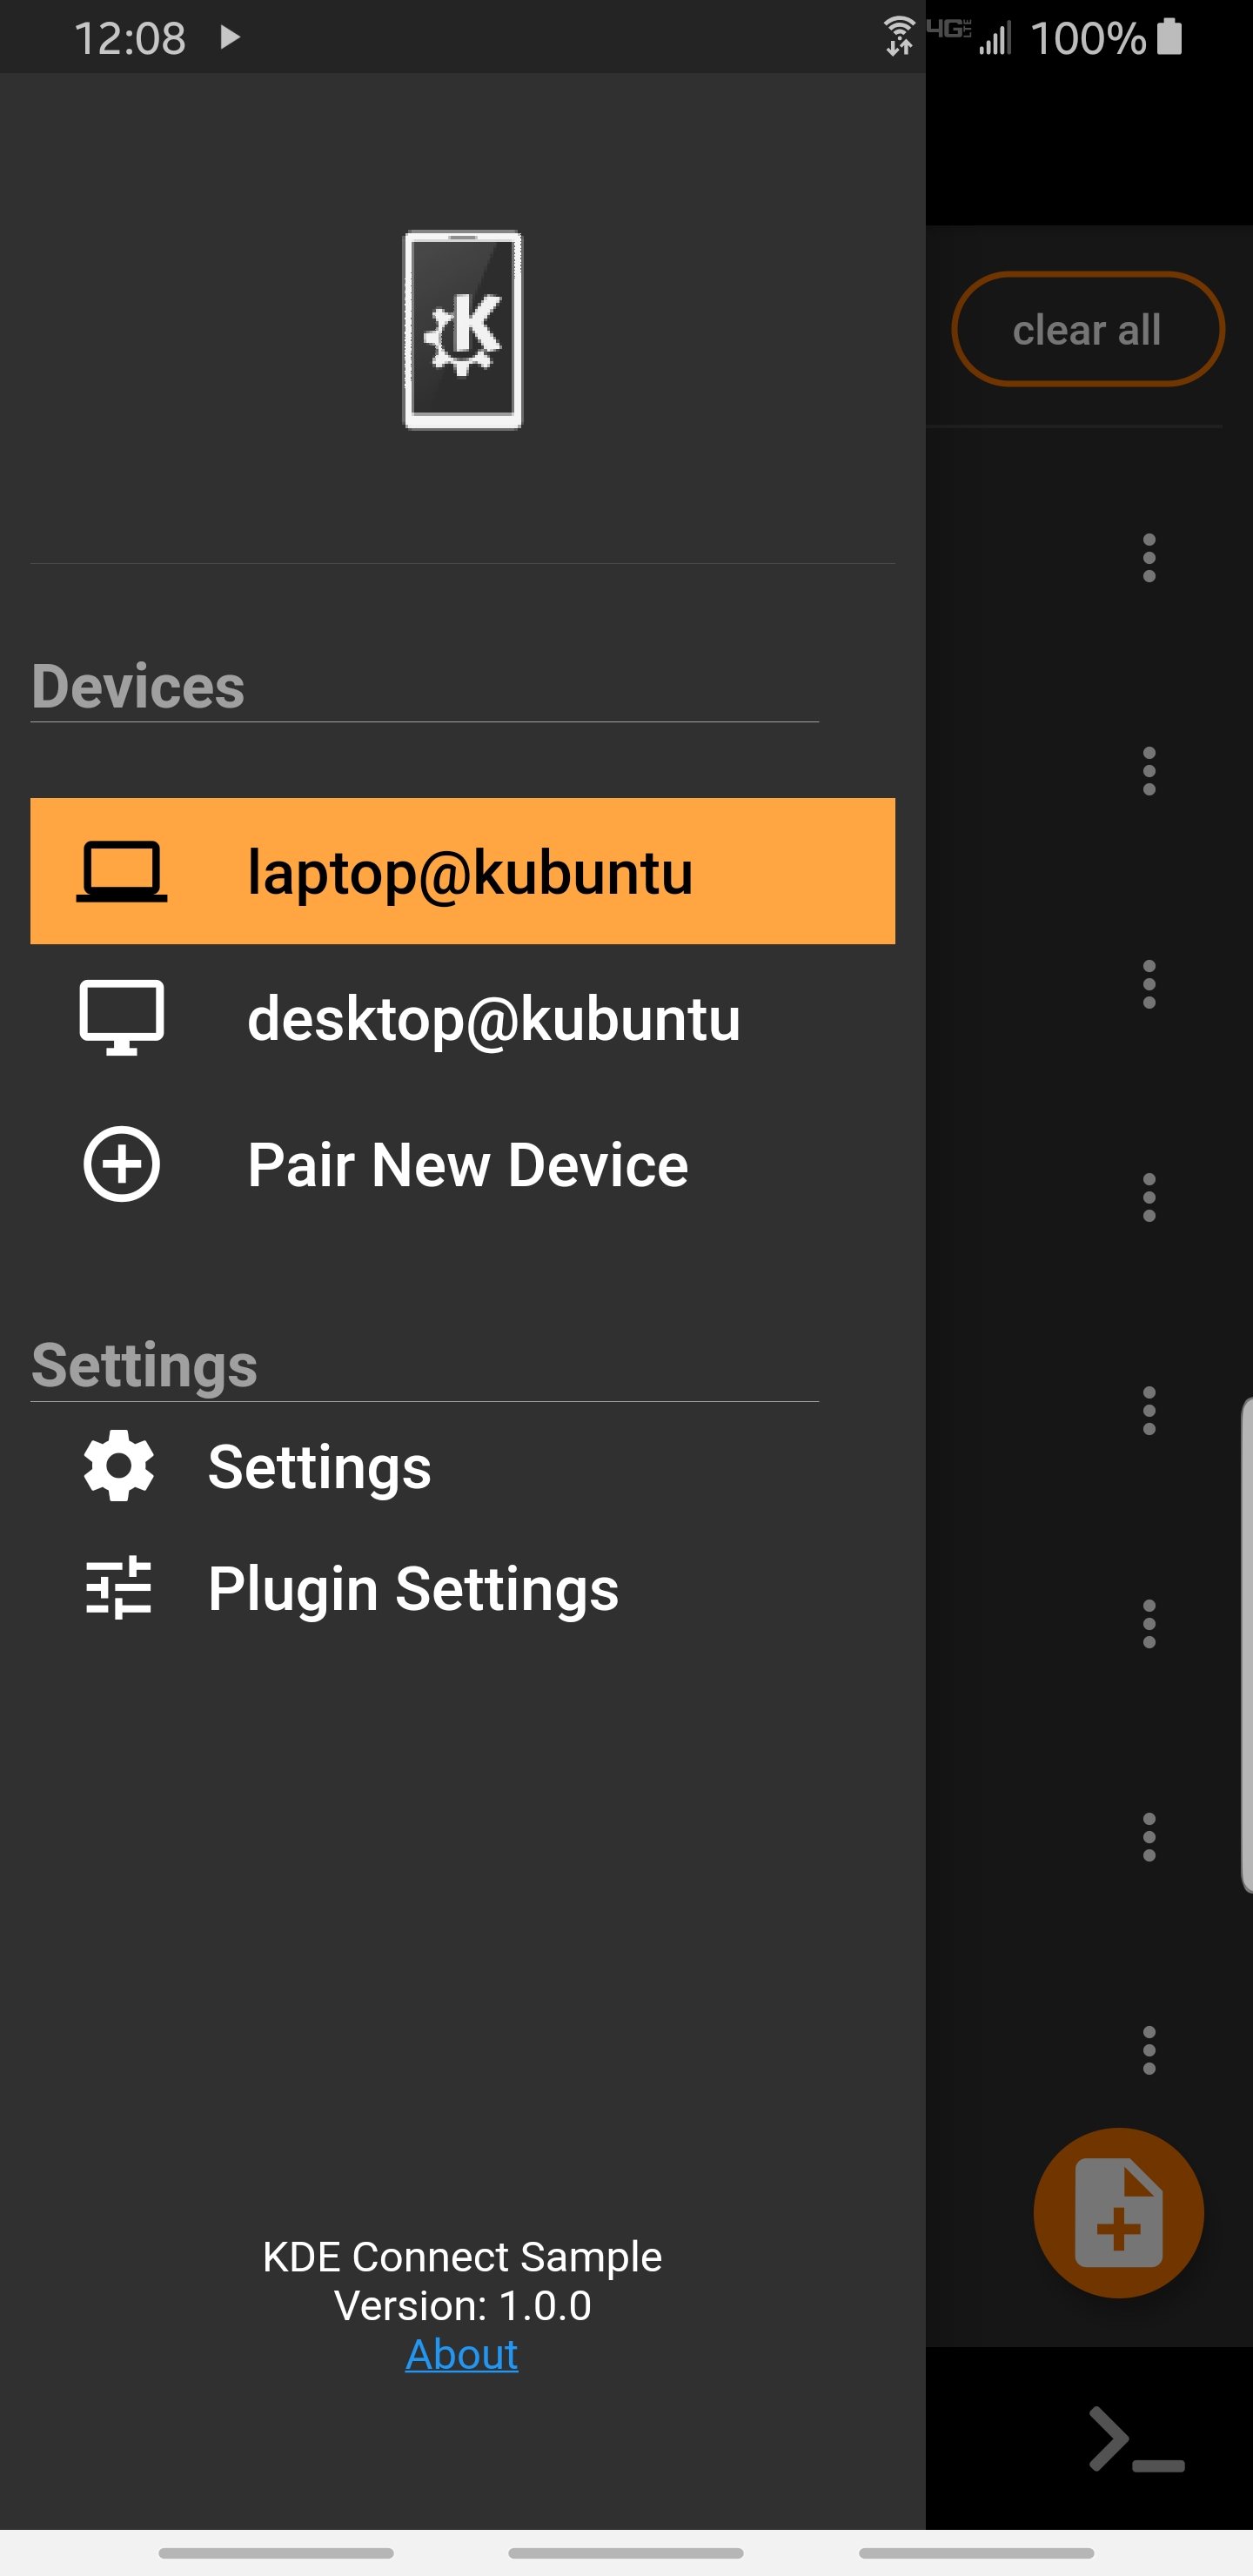 12:08
4G LTE
100%
K
clear all
Devices
laptop@kubuntu
desktop@kubuntu
Pair New Device
Settings
Settings
Plugin Settings
KDE Connect Sample
Version: 1.0.0
About